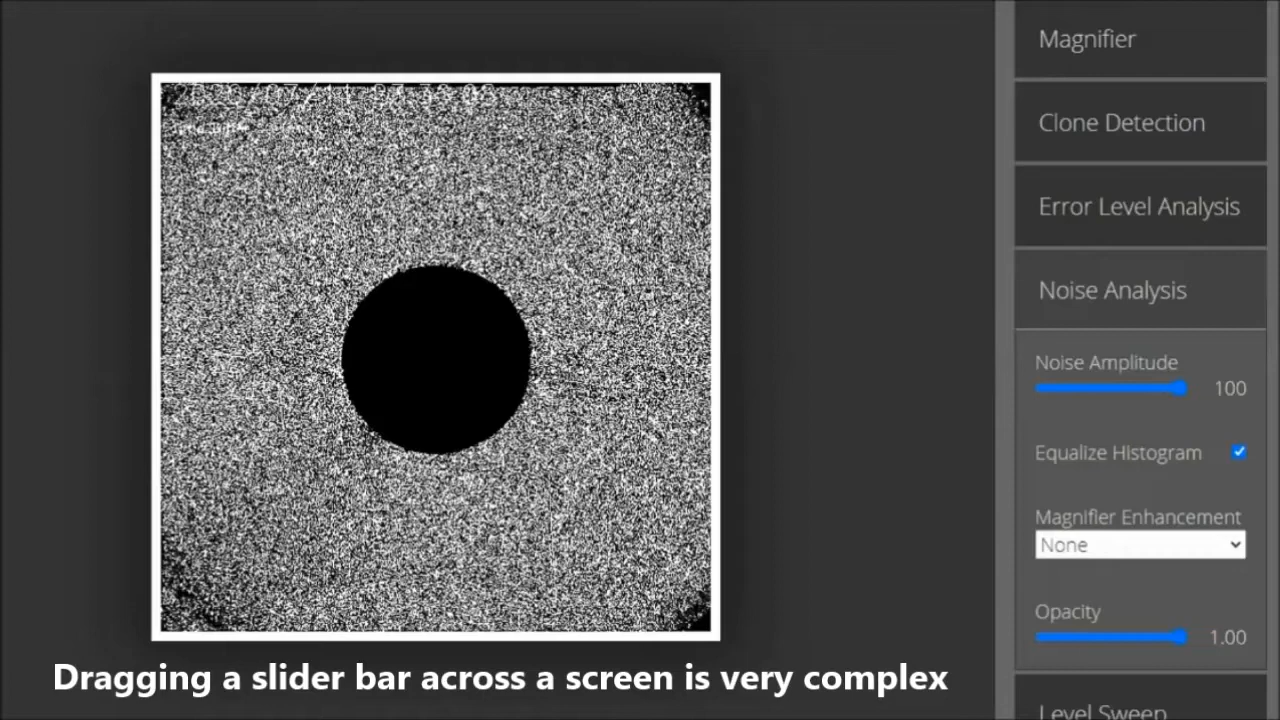 Magnifier
Clone Detection
Error Level Analysis
Noise Analysis
Noise Amplitude
100
Equalize Histogram
Magnifier Enhancement
None
Opacity
1.00
Level Sweep
Dragging a slider bar across a screen is very complex